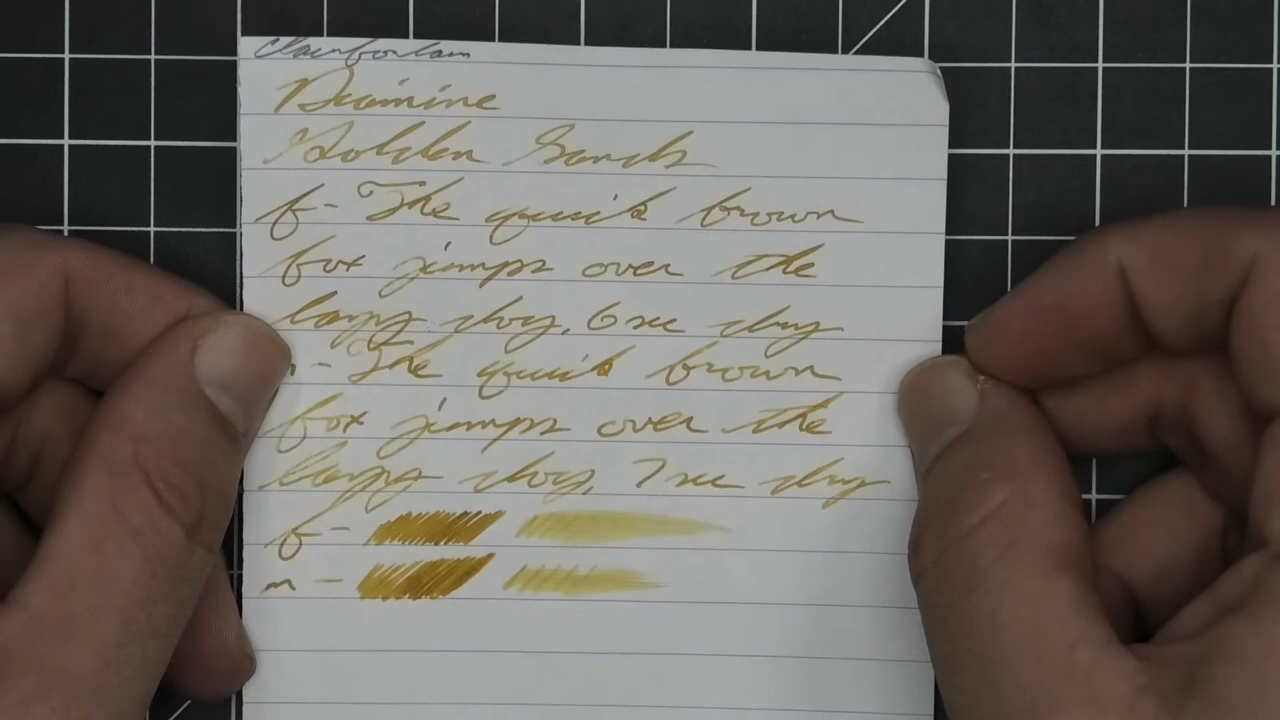 Diamine
Golden Sands
f- The quick brown
fox jumps over the
lazy dog, 6 sec dry
- The quick brown
fox jumps over the
lazy dog, 7 sec dry
f-
m -